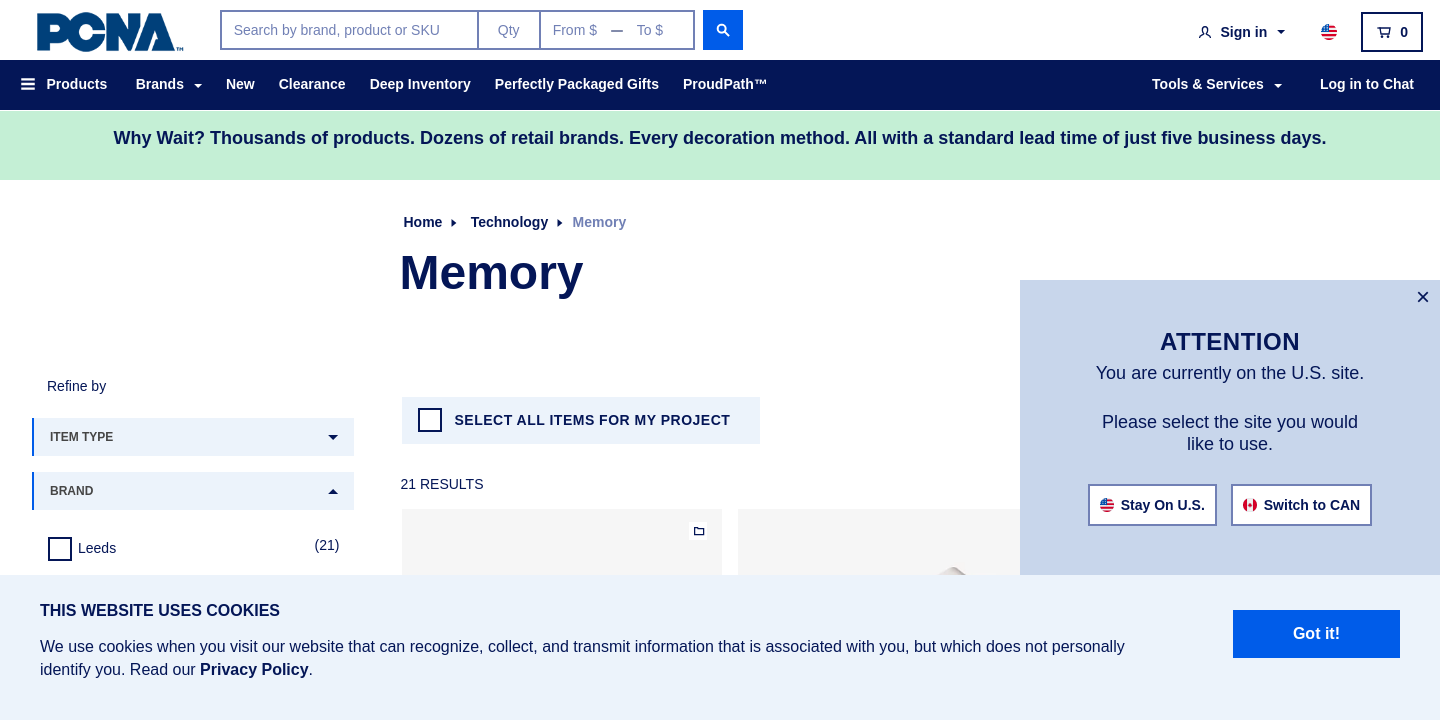 PCNA™
Search by brand, product or SKU Qty From $ — To $
Sign in 0
Products Brands New Clearance Deep Inventory Perfectly Packaged Gifts ProudPath™ Tools & Services Log in to Chat
Why Wait? Thousands of products. Dozens of retail brands. Every decoration method. All with a standard lead time of just five business days.
Home Technology Memory
Memory
Refine by
ITEM TYPE
BRAND
Leeds (21)
SELECT ALL ITEMS FOR MY PROJECT
21 RESULTS
ATTENTION
You are currently on the U.S. site.
Please select the site you would
like to use.
Stay On U.S. Switch to CAN
THIS WEBSITE USES COOKIES
We use cookies when you visit our website that can recognize, collect, and transmit information that is associated with you, but which does not personally
identify you. Read our Privacy Policy.
Got it!